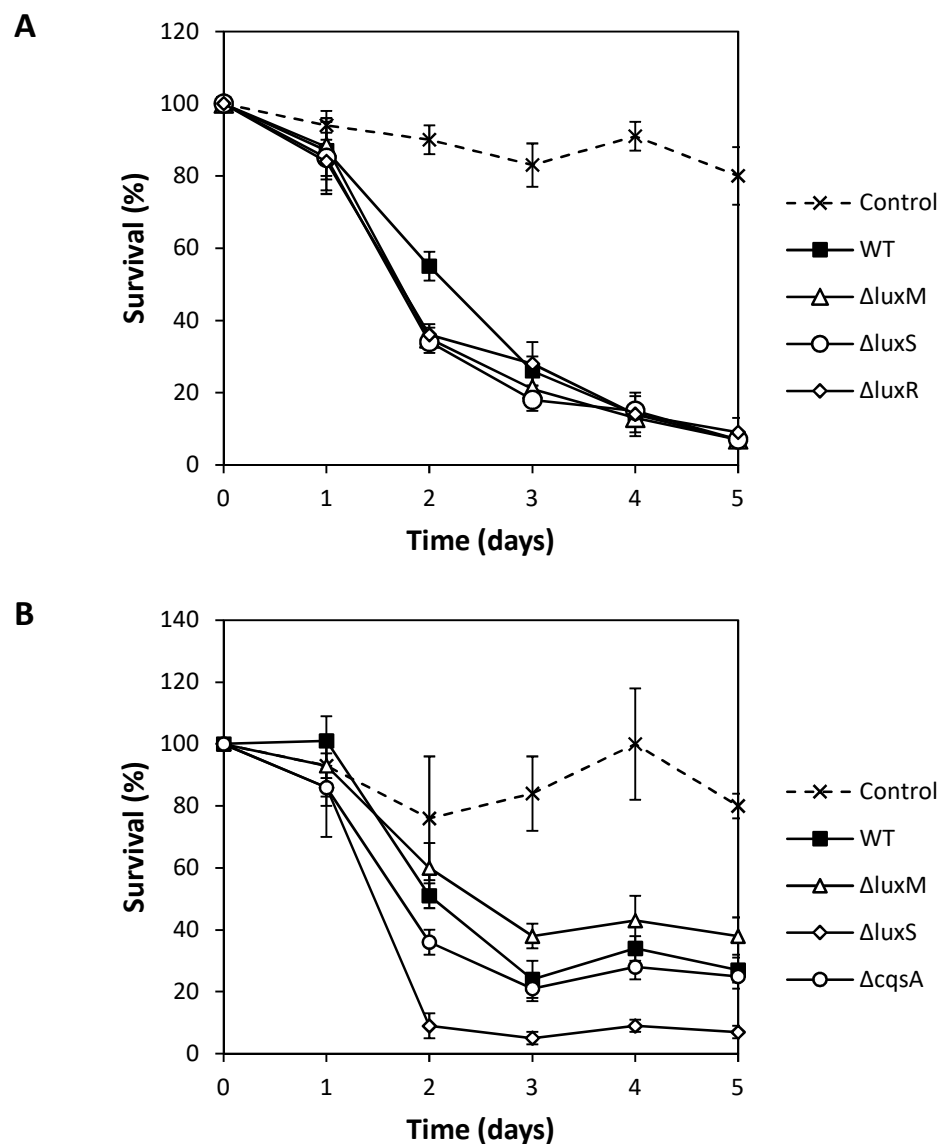 A
120
100
80
60
40
20
0
0 1 2 3 4 5
Survival (%)
Time (days)
Control
WT
ΔluxM
ΔluxS
ΔluxR
B
140
120
100
80
60
40
20
0
0 1 2 3 4 5
Survival (%)
Time (days)
Control
WT
ΔluxM
ΔluxS
ΔcqsA